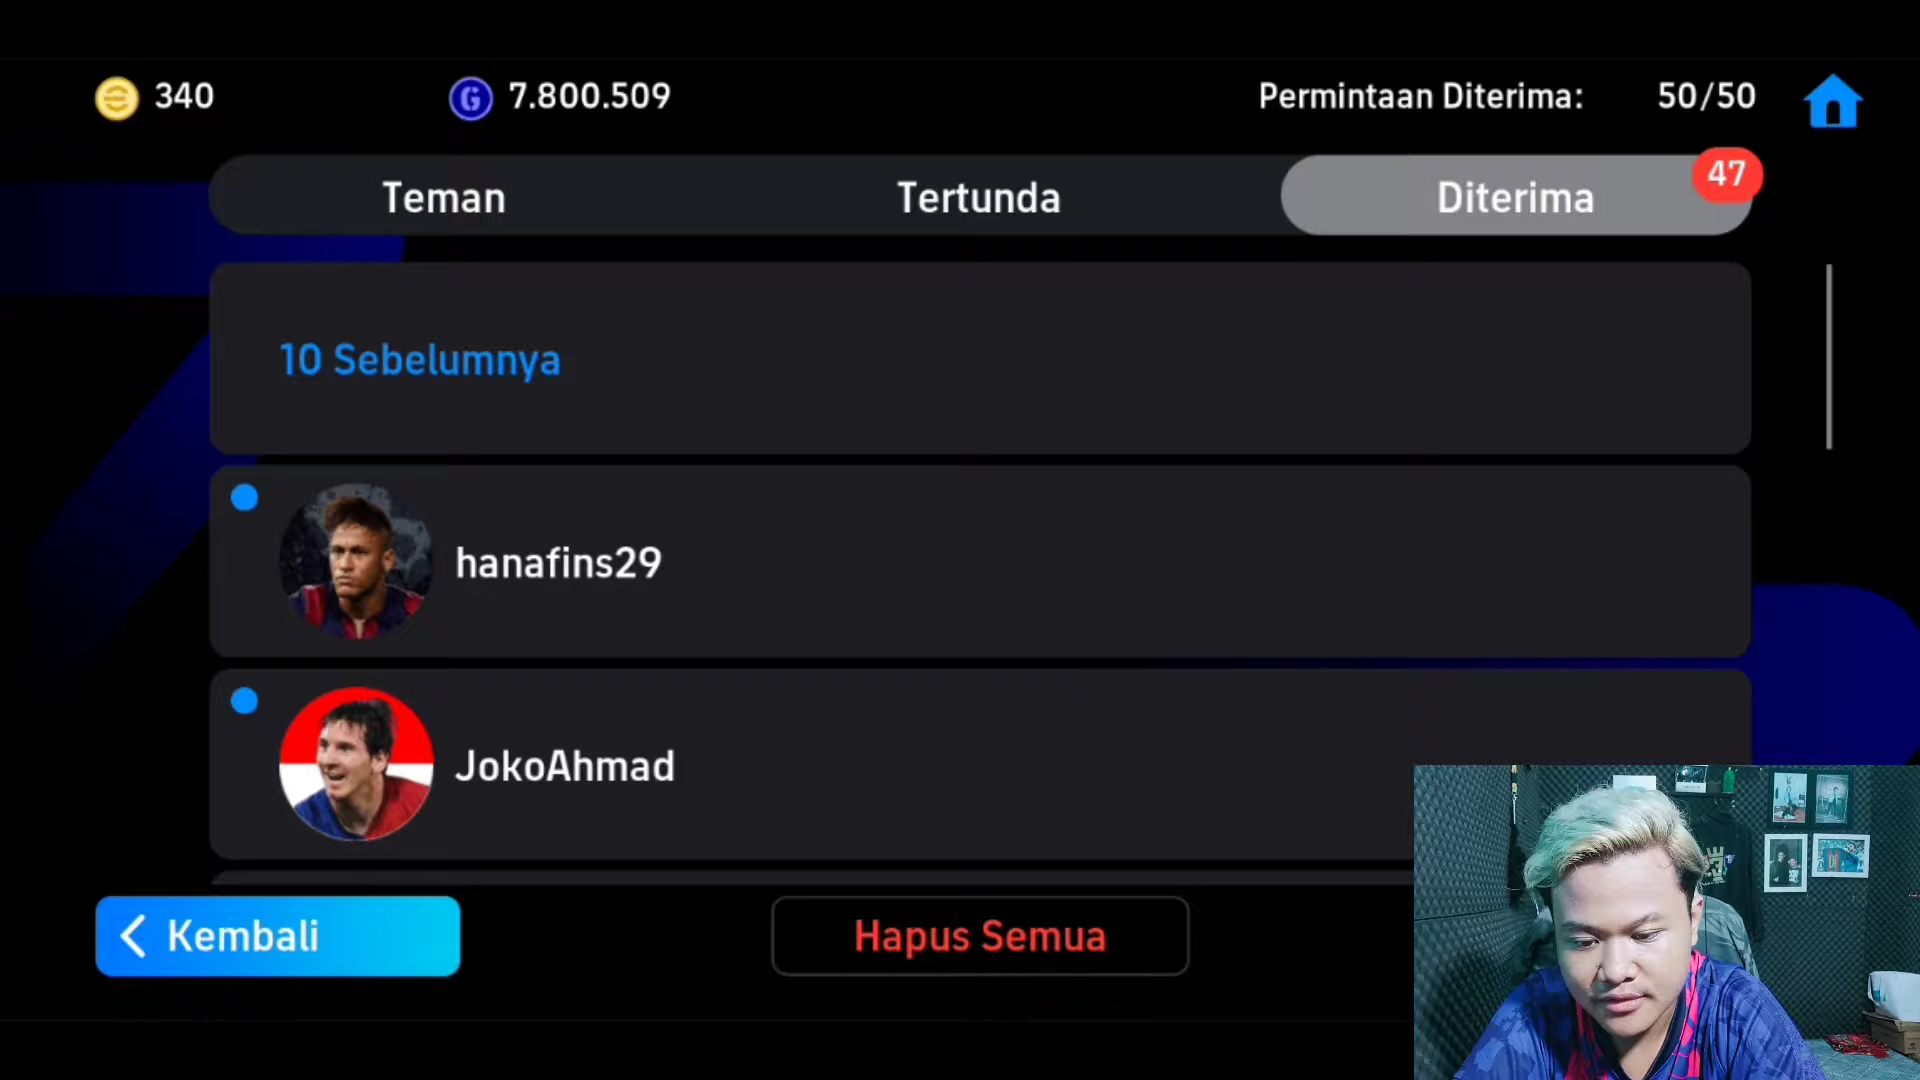 340
7.800.509
Permintaan Diterima: 50/50
Teman
Tertunda
Diterima
47
10 Sebelumnya
hanafins29
JokoAhmad
Kembali
Hapus Semua